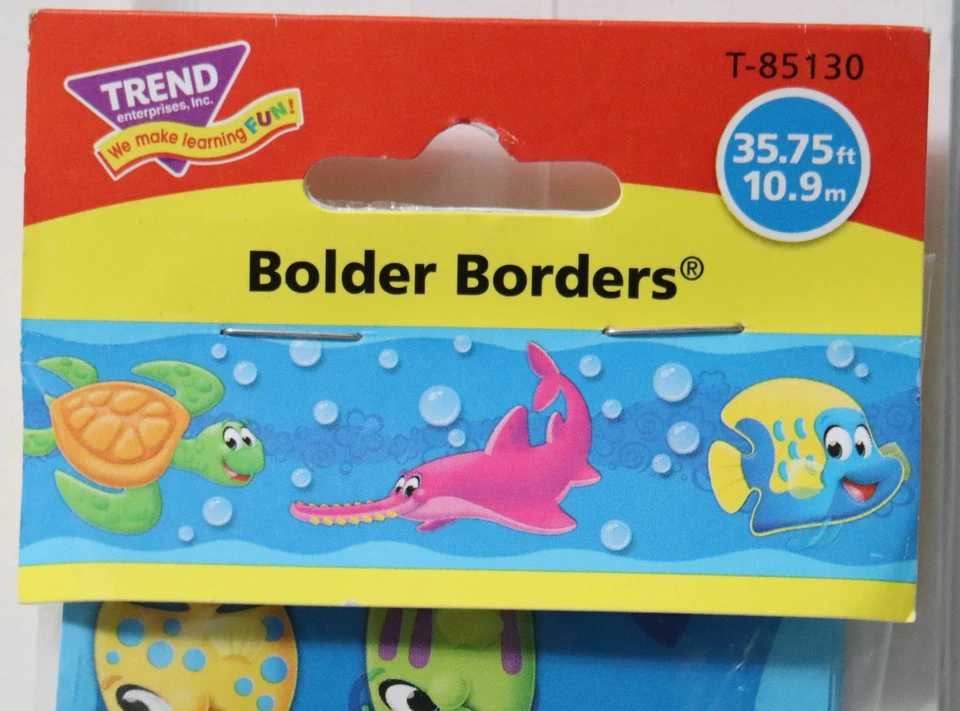 TREND
enterprises, Inc.
We make learning FUN!
T-85130
35.75ft
10.9m
Bolder Borders®